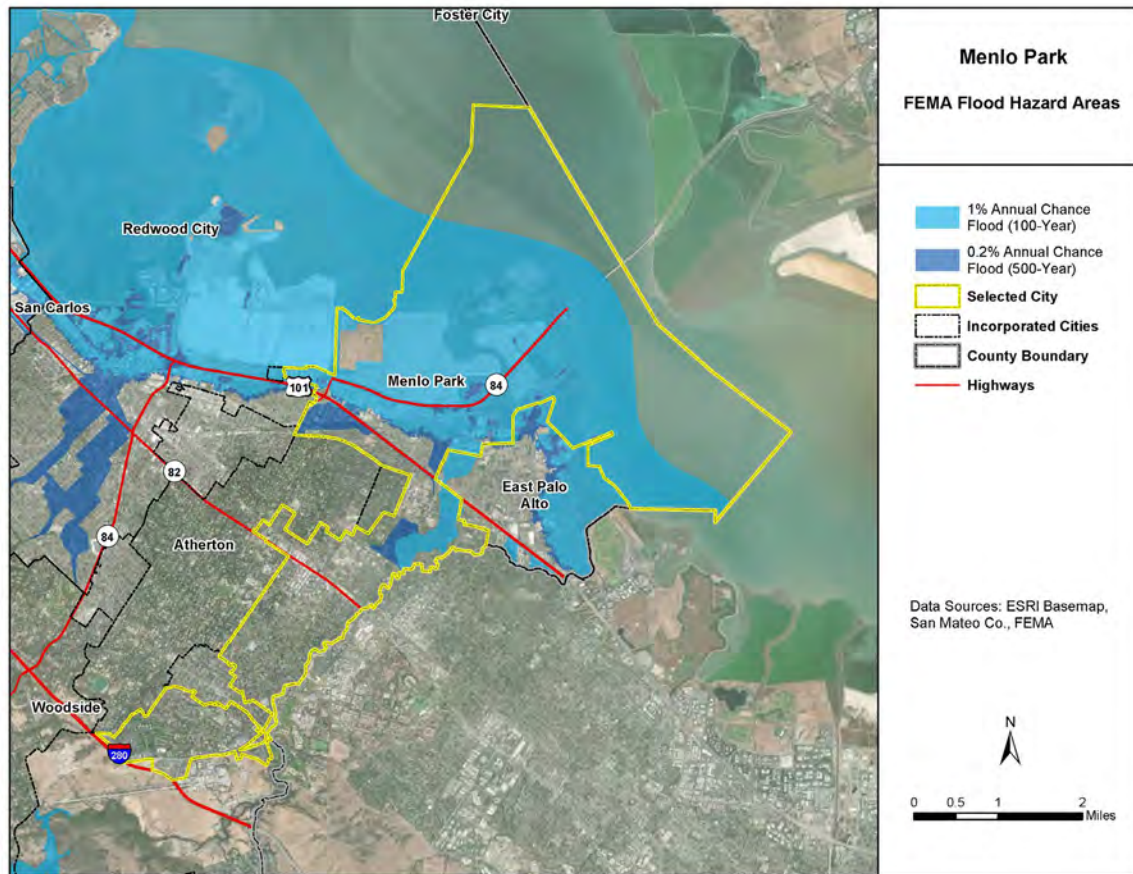 Foster City
Redwood City
San Carlos
101
Menlo Park
84
82
East Palo
Alto
84
Atherton
Woodside
280
Menlo Park
FEMA Flood Hazard Areas
1% Annual Chance
Flood (100-Year)
0.2% Annual Chance
Flood (500-Year)
Selected City
Incorporated Cities
County Boundary
Highways
Data Sources: ESRI Basemap,
San Mateo Co., FEMA
N
0 0.5 1 2
Miles